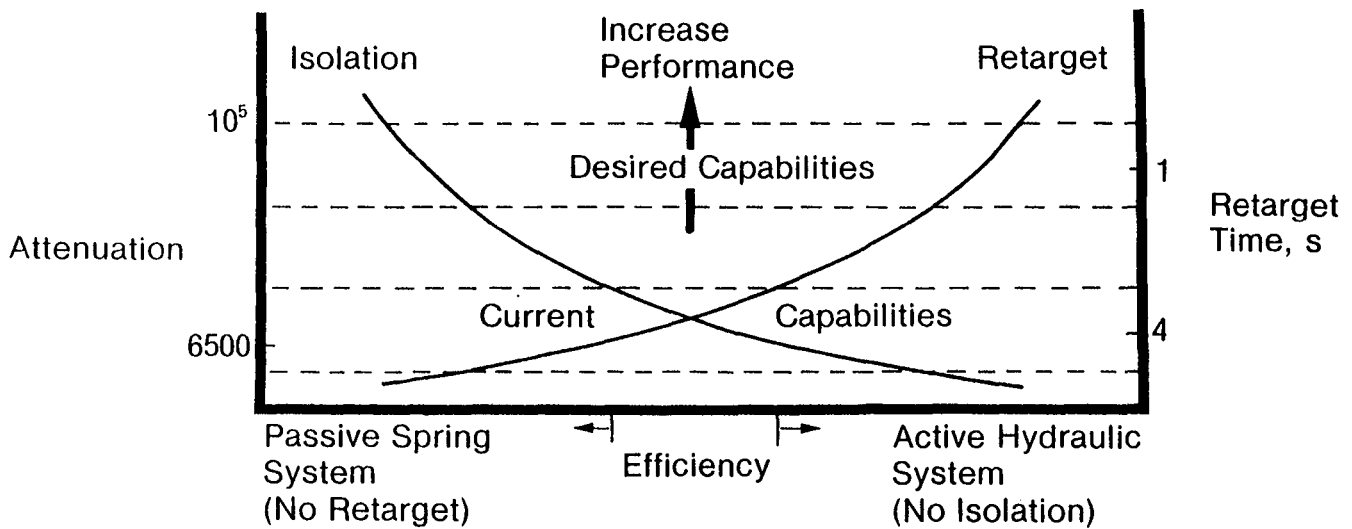 Isolation
Increase
Performance
Retarget
10⁵
Desired Capabilities
1
Attenuation
Retarget
Time, s
Current
Capabilities
4
6500
Passive Spring
System
(No Retarget)
Efficiency
Active Hydraulic
System
(No Isolation)